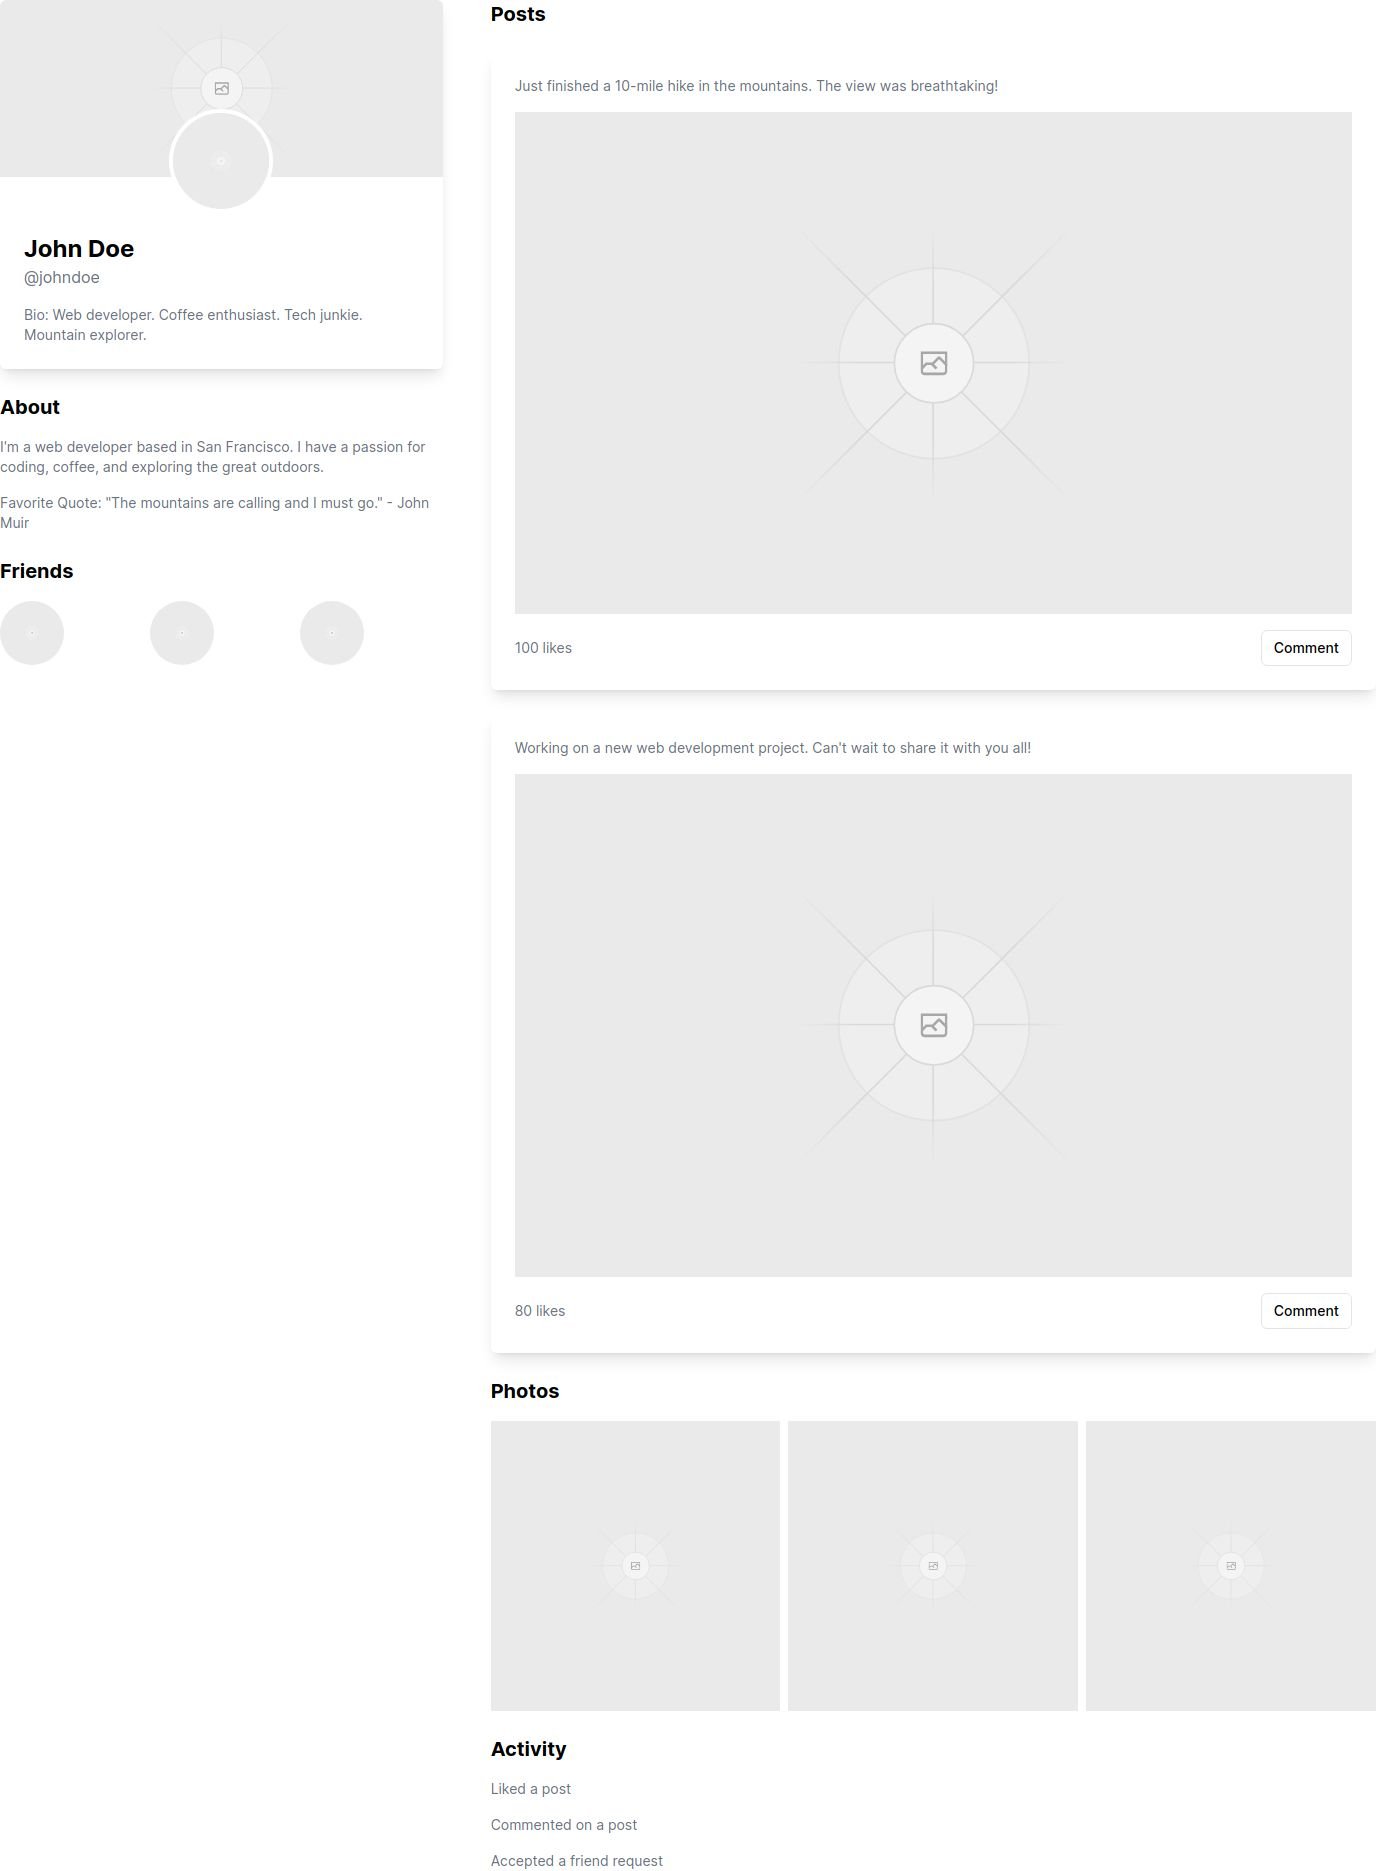 John Doe
@johndoe
Bio: Web developer. Coffee enthusiast. Tech junkie.
Mountain explorer.
About
I'm a web developer based in San Francisco. I have a passion for
coding, coffee, and exploring the great outdoors.
Favorite Quote: "The mountains are calling and I must go." - John
Muir
Friends
Posts
Just finished a 10-mile hike in the mountains. The view was breathtaking!
100 likes
Comment
Working on a new web development project. Can't wait to share it with you all!
80 likes
Comment
Photos
Activity
Liked a post
Commented on a post
Accepted a friend request